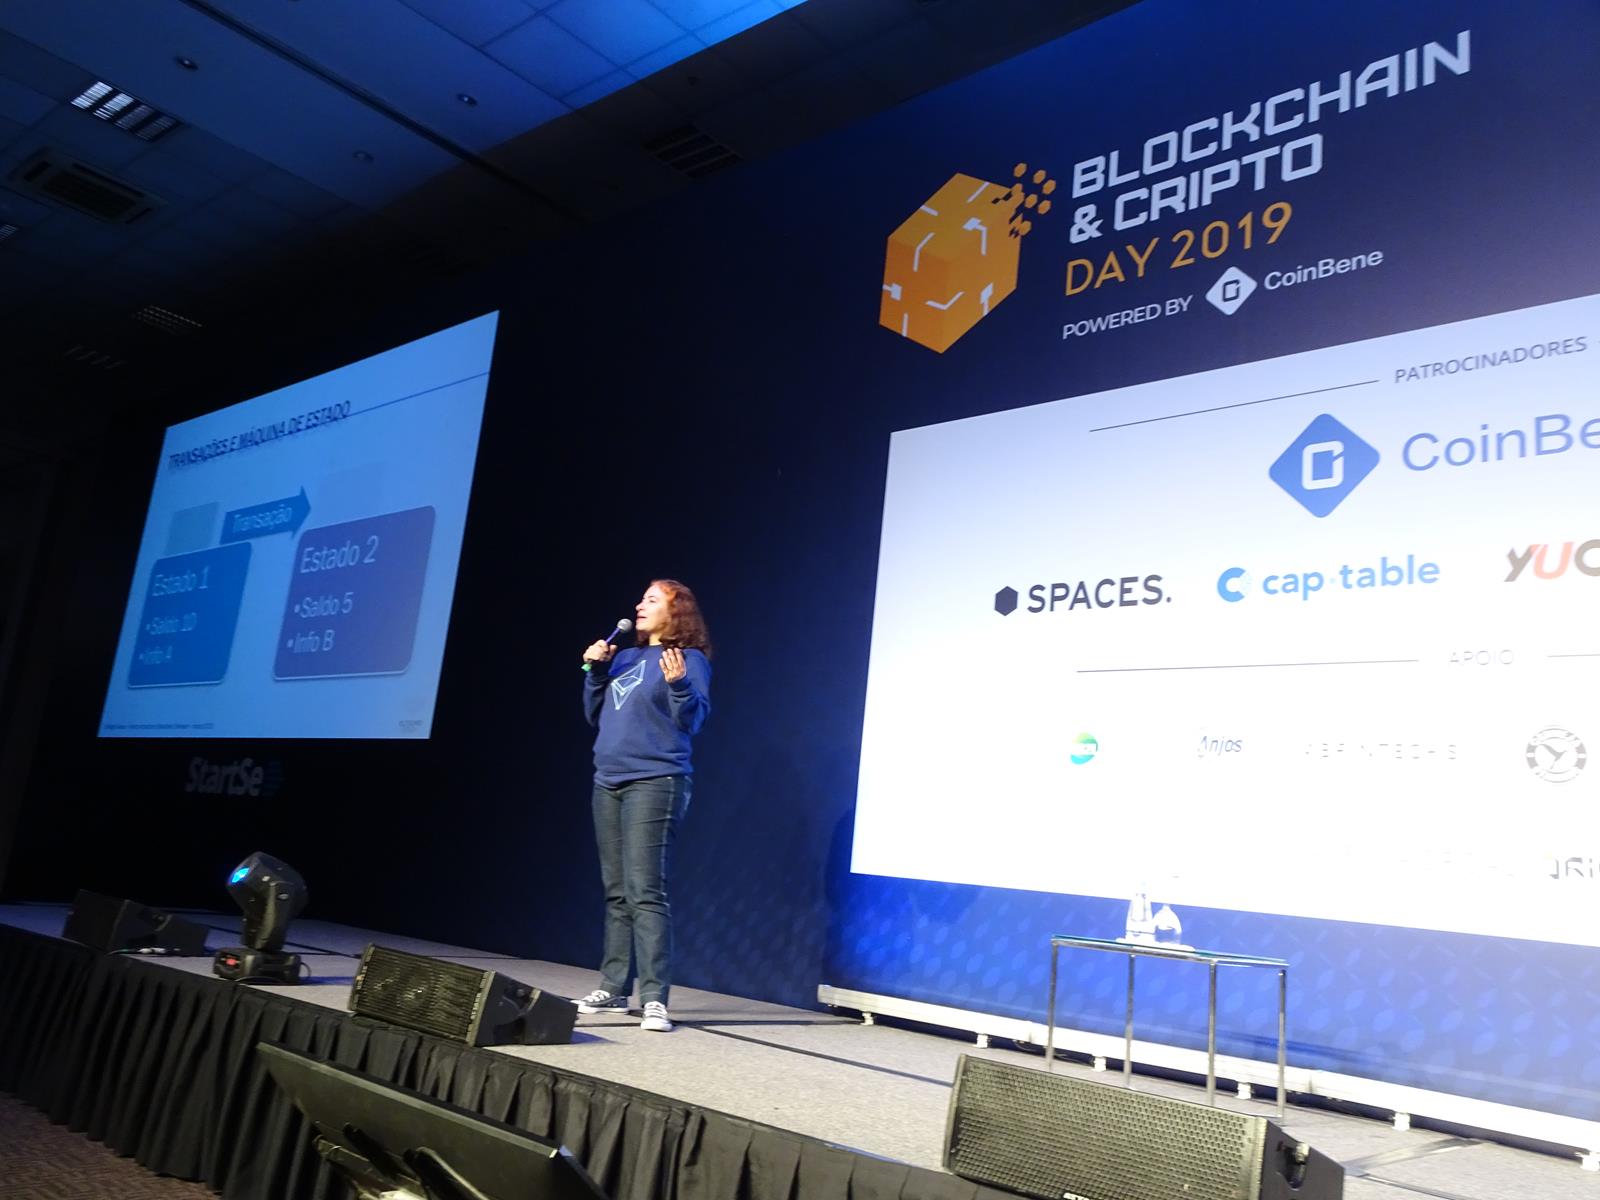 BLOCKCHAIN
& CRIPTO
DAY 2019
POWERED BY CoinBene
TRANSAÇÕES E MÁQUINA DE ESTADO
Transação
Estado 1
•Saldo 10
•Info A
Estado 2
•Saldo 5
•Info B
StartSe
PATROCINADORES
CoinBe
SPACES.
cap·table
YUC
APOIO
Anjos